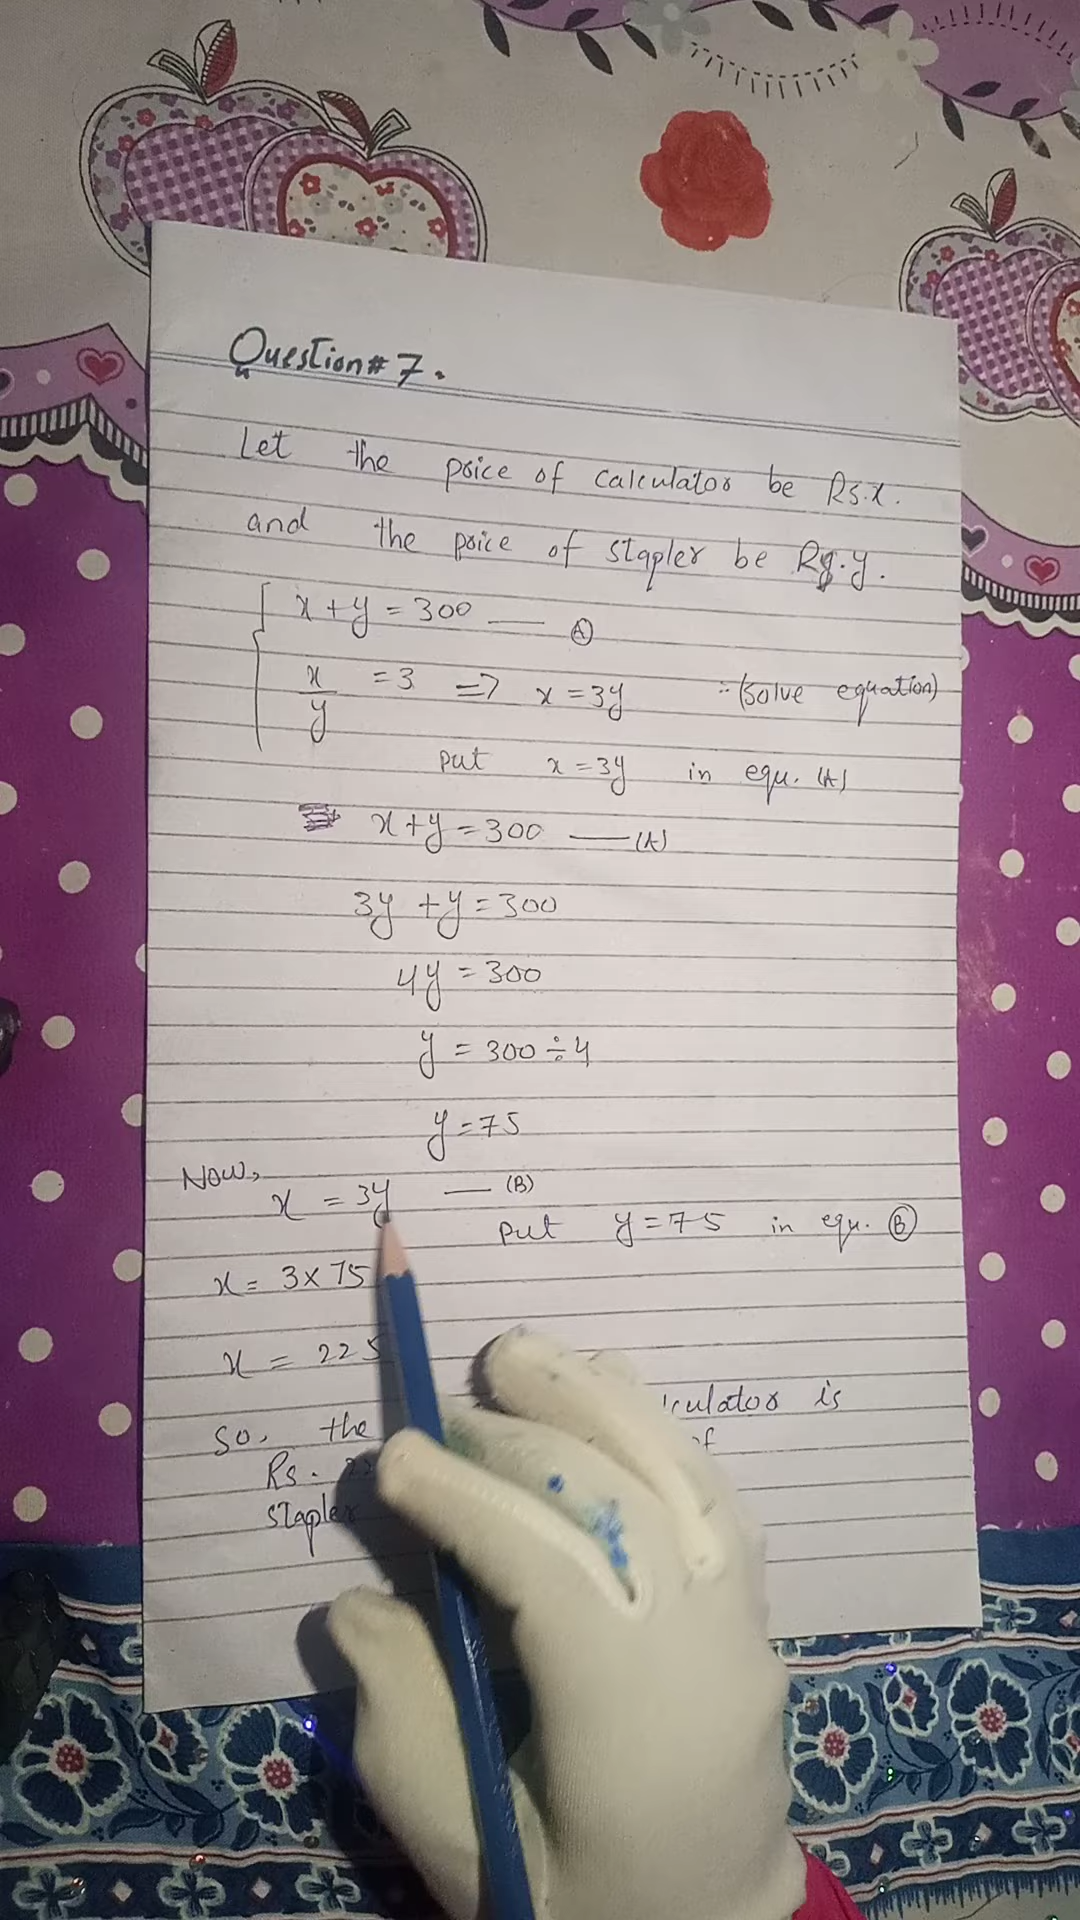 Question# 7.
Let the price of calculator be Rs.x.
and the price of stapler be Rs.y.
x + y = 300 —— (A)
x/y = 3 => x = 3y ∵ (Solve equation)
put x = 3y in equ. (A)
x + y = 300 —— (A)
3y + y = 300
4y = 300
y = 300 ÷ 4
y = 75
Now,
x = 3y —— (B)
put y = 75 in equ. (B)
x = 3 x 75
x = 225
So, the is
Rs. of
stapler